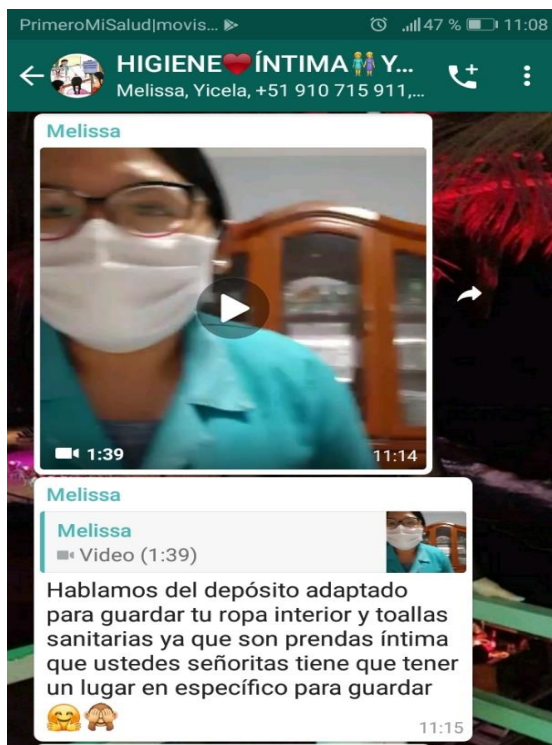 PrimeroMiSalud|movis... 47 % 11:08
HIGIENE❤️ÍNTIMA👫Y...
Melissa, Yicela, +51 910 715 911,...
Melissa
1:39 11:14
Melissa
Melissa
Video (1:39)
Hablamos del depósito adaptado
para guardar tu ropa interior y toallas
sanitarias ya que son prendas íntima
que ustedes señoritas tiene que tener
un lugar en específico para guardar
🤗🙈 11:15